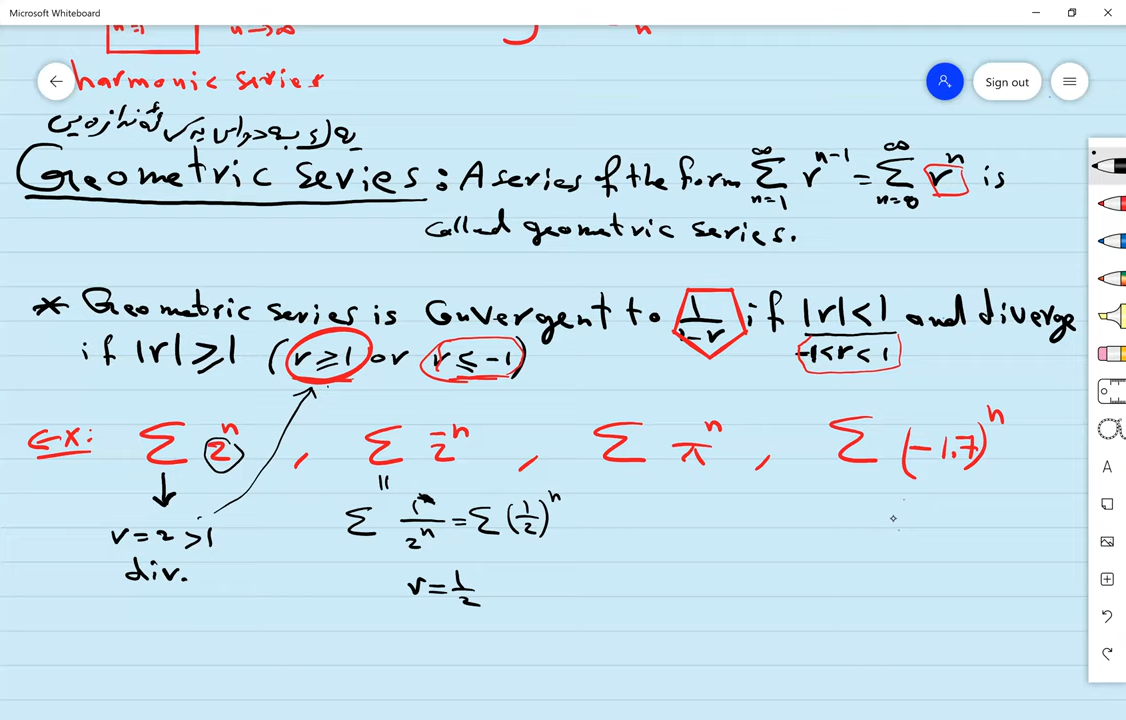 Microsoft Whiteboard
n=1 n→∞ n
harmonic series
Sign out
Geometric series: A series of the form ∞∑n=1 r^n-1 = ∞∑n=0 r^n is
called geometric series.
* Geometric series is Convergent to 1/1-r if |r|<1 and diverge
if |r|≥1 (r≥1 or r≤-1) -1<r<1
Ex: ∑ 2^n , ∑ 2^-n , ∑ π^n , ∑ (-1.7)^n
∑ 1^n/2^n = ∑ (1/2)^n
r=2>1
div.
r=1/2
A